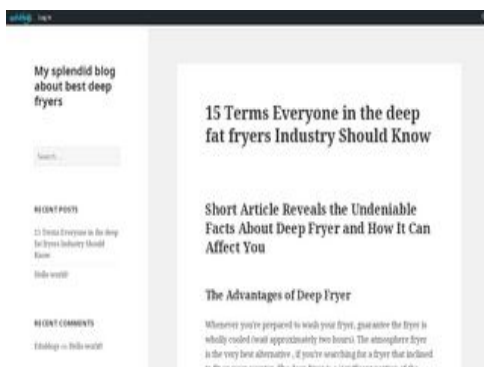 Log in
My splendid blog
about best deep
fryers
Search …
RECENT POSTS
15 Terms Everyone in the deep
fat fryers Industry Should
Know
Hello world!
RECENT COMMENTS
Edublogs on Hello world!
15 Terms Everyone in the deep
fat fryers Industry Should Know
Short Article Reveals the Undeniable
Facts About Deep Fryer and How It Can
Affect You
The Advantages of Deep Fryer
Whenever you're prepared to wash your fryer, guarantee the fryer is
wholly cooled (wait approximately two hours). The atmosphere fryer
is the very best alternative , if you're searching for a fryer that inclined